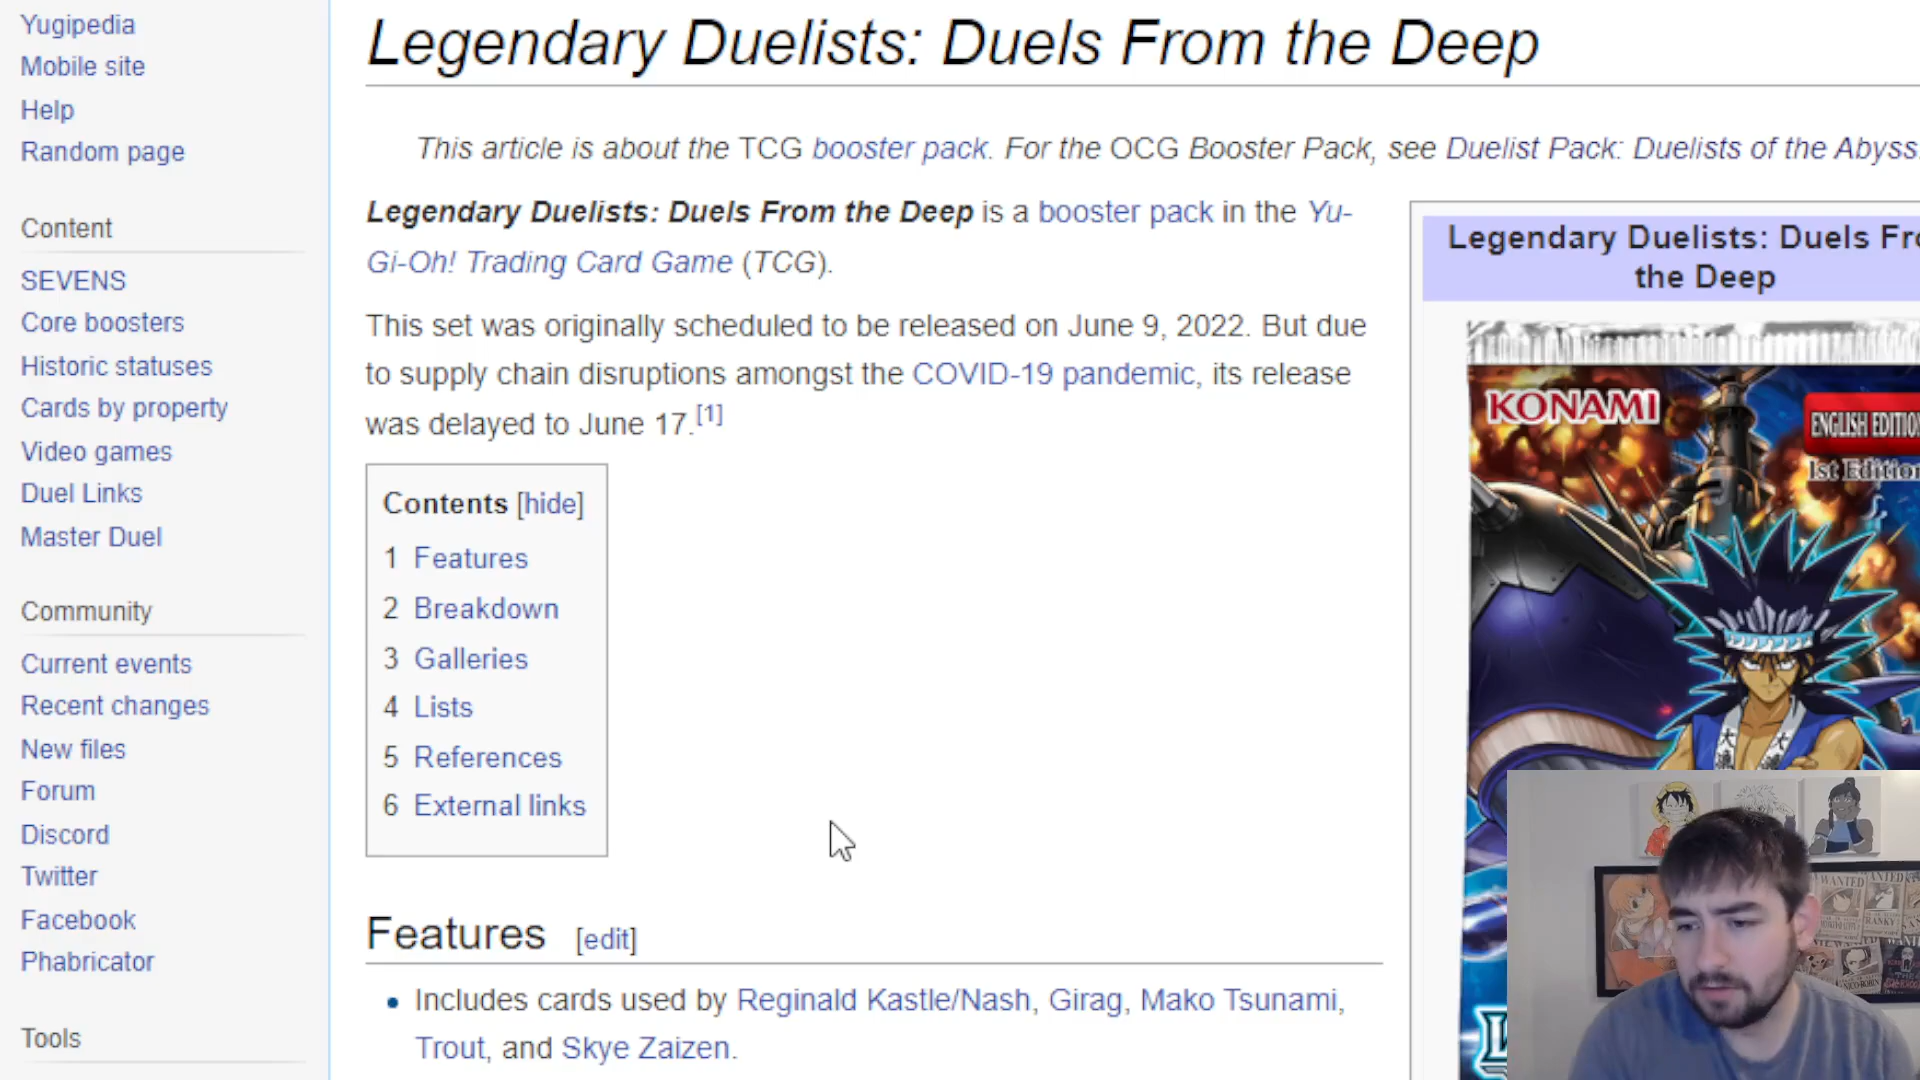 Yugipedia
Mobile site
Help
Random page
Content
SEVENS
Core boosters
Historic statuses
Cards by property
Video games
Duel Links
Master Duel
Community
Current events
Recent changes
New files
Forum
Discord
Twitter
Facebook
Phabricator
Tools
Legendary Duelists: Duels From the Deep
This article is about the TCG booster pack. For the OCG Booster Pack, see Duelist Pack: Duelists of the Abyss
Legendary Duelists: Duels From the Deep is a booster pack in the Yu-
Gi-Oh! Trading Card Game (TCG).
This set was originally scheduled to be released on June 9, 2022. But due
to supply chain disruptions amongst the COVID-19 pandemic, its release
was delayed to June 17.[1]
Contents [hide]
1 Features
2 Breakdown
3 Galleries
4 Lists
5 References
6 External links
Features [edit]
Includes cards used by Reginald Kastle/Nash, Girag, Mako Tsunami,
Trout, and Skye Zaizen.
Legendary Duelists: Duels Fro
the Deep
KONAMI
ENGLISH EDITION
1st Edition
WANTED